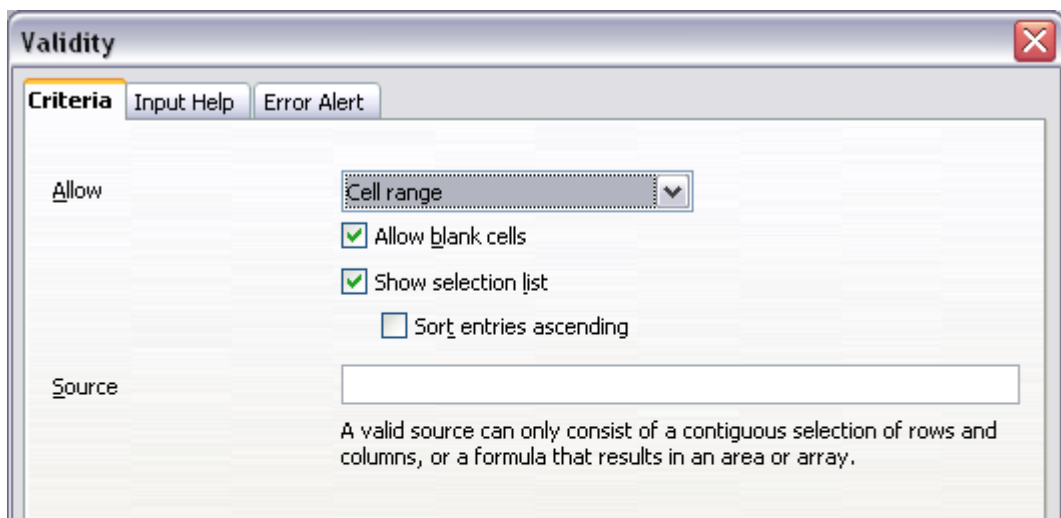 Validity
Criteria Input Help Error Alert
Allow Cell range
Allow blank cells
Show selection list
Sort entries ascending
Source
A valid source can only consist of a contiguous selection of rows and
columns, or a formula that results in an area or array.